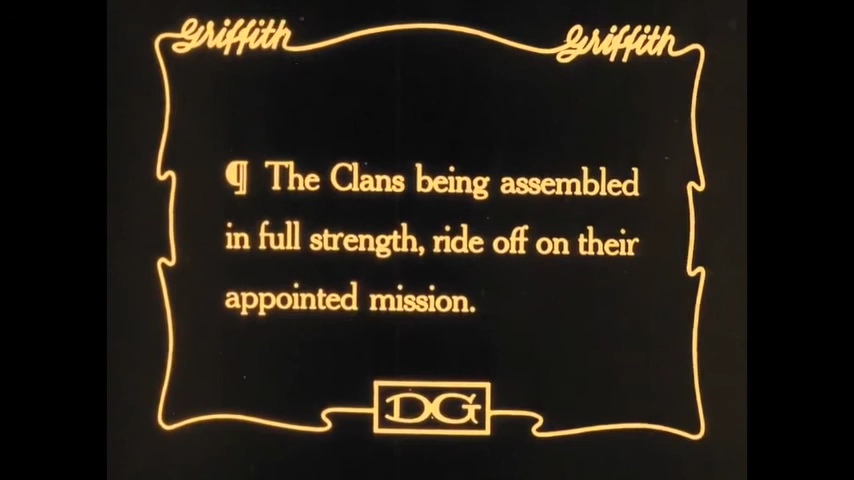 Griffith Griffith
¶ The Clans being assembled
in full strength, ride off on their
appointed mission.
DG